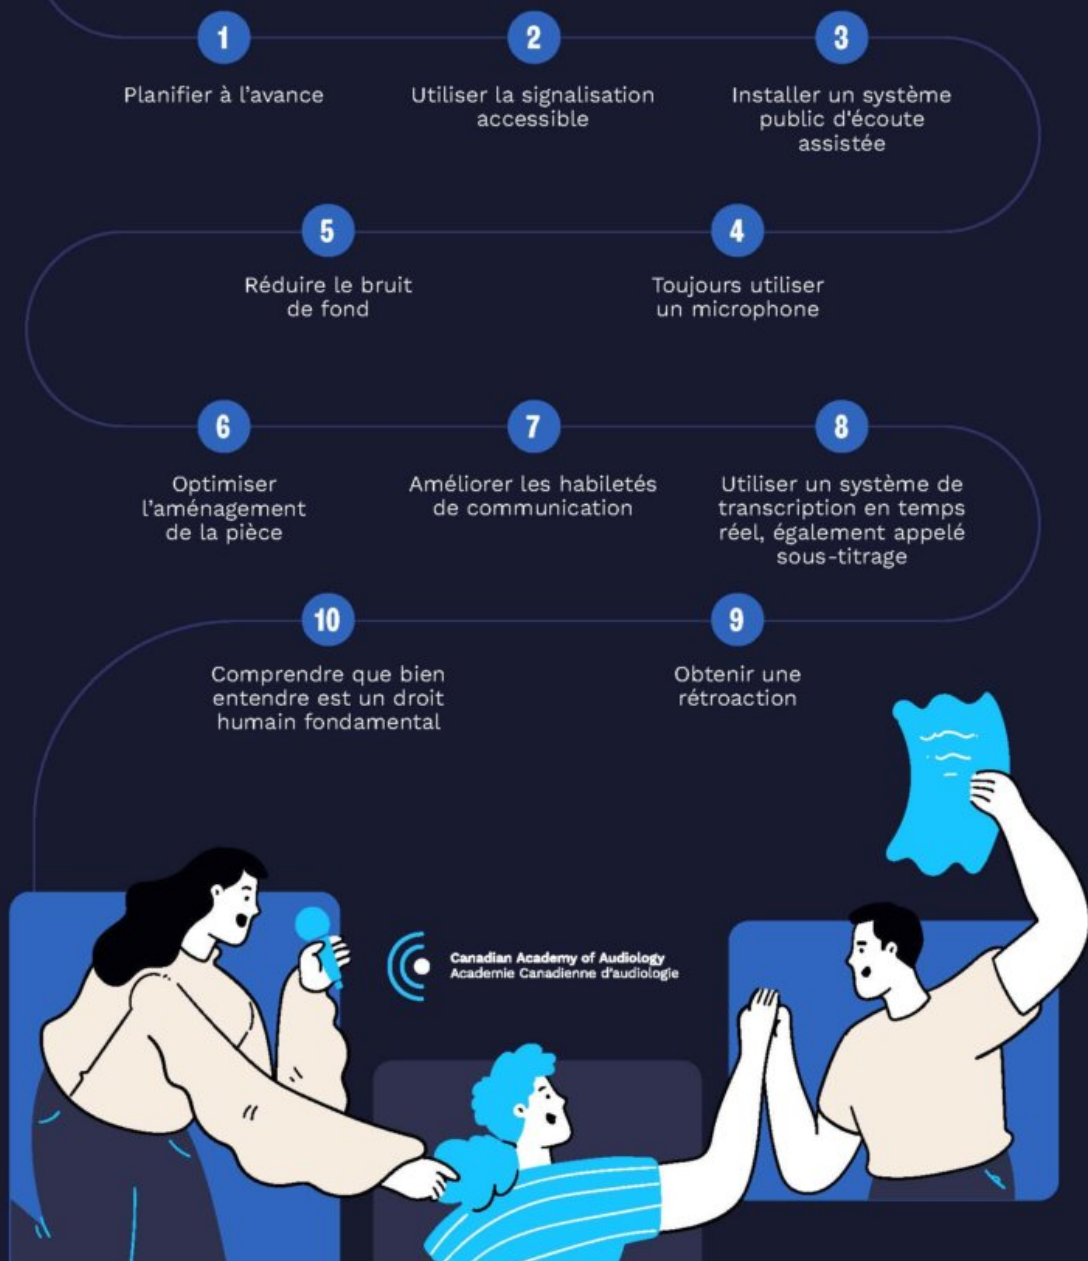 1
Planifier à l’avance
2
Utiliser la signalisation
accessible
3
Installer un système
public d'écoute
assistée
4
Toujours utiliser
un microphone
5
Réduire le bruit
de fond
6
Optimiser
l’aménagement
de la pièce
7
Améliorer les habiletés
de communication
8
Utiliser un système de
transcription en temps
réel, également appelé
sous-titrage
9
Obtenir une
rétroaction
10
Comprendre que bien
entendre est un droit
humain fondamental
Canadian Academy of Audiology
Academie Canadienne d'audiologie